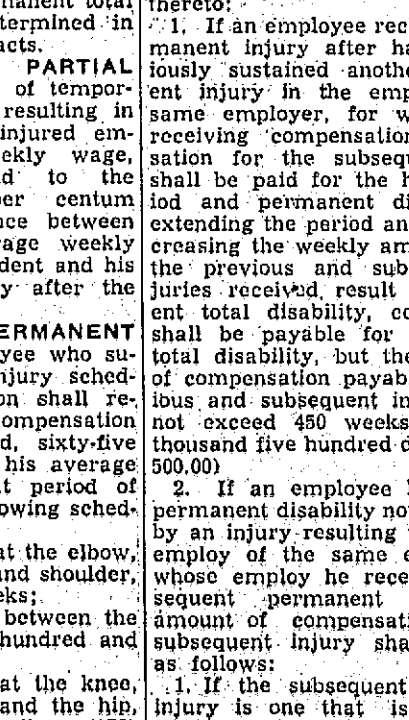 manent total
termined in
acts.
PARTIAL
of tempor-
resulting in
injured em-
ekly wage,
d to the
er centum
nce between
rage weekly
dent and his
y after the
ERMANENT
yee who su-
njury sched-
on shall re-
ompensation
d, sixty-five
his average
t period of
owing sched-
at the elbow,
and shoulder,
eks;
between the
hundred and
at the knee,
and the hip,
thereto:
1. If an employee rec
manent injury after ha
iously sustained anothe
ent injury in the emp
same employer, for w
receiving compensation
sation for the subsequ
shall be paid for the h
iod and permanent di
extending the period an
creasing the weekly am
the previous and sub
juries received, result
ent total disability, co
shall be payable for
total disability, but the
of compensation payab
ious and subsequent in
not exceed 450 weeks
thousand five hundred d
500.00)
2. If an employee
permanent disability no
by an injury resulting
employ of the same e
whose employ he rece
sequent permanent
amount of compensati
subsequent injury sha
as follows:
1. If the subsequent
injury is one that is